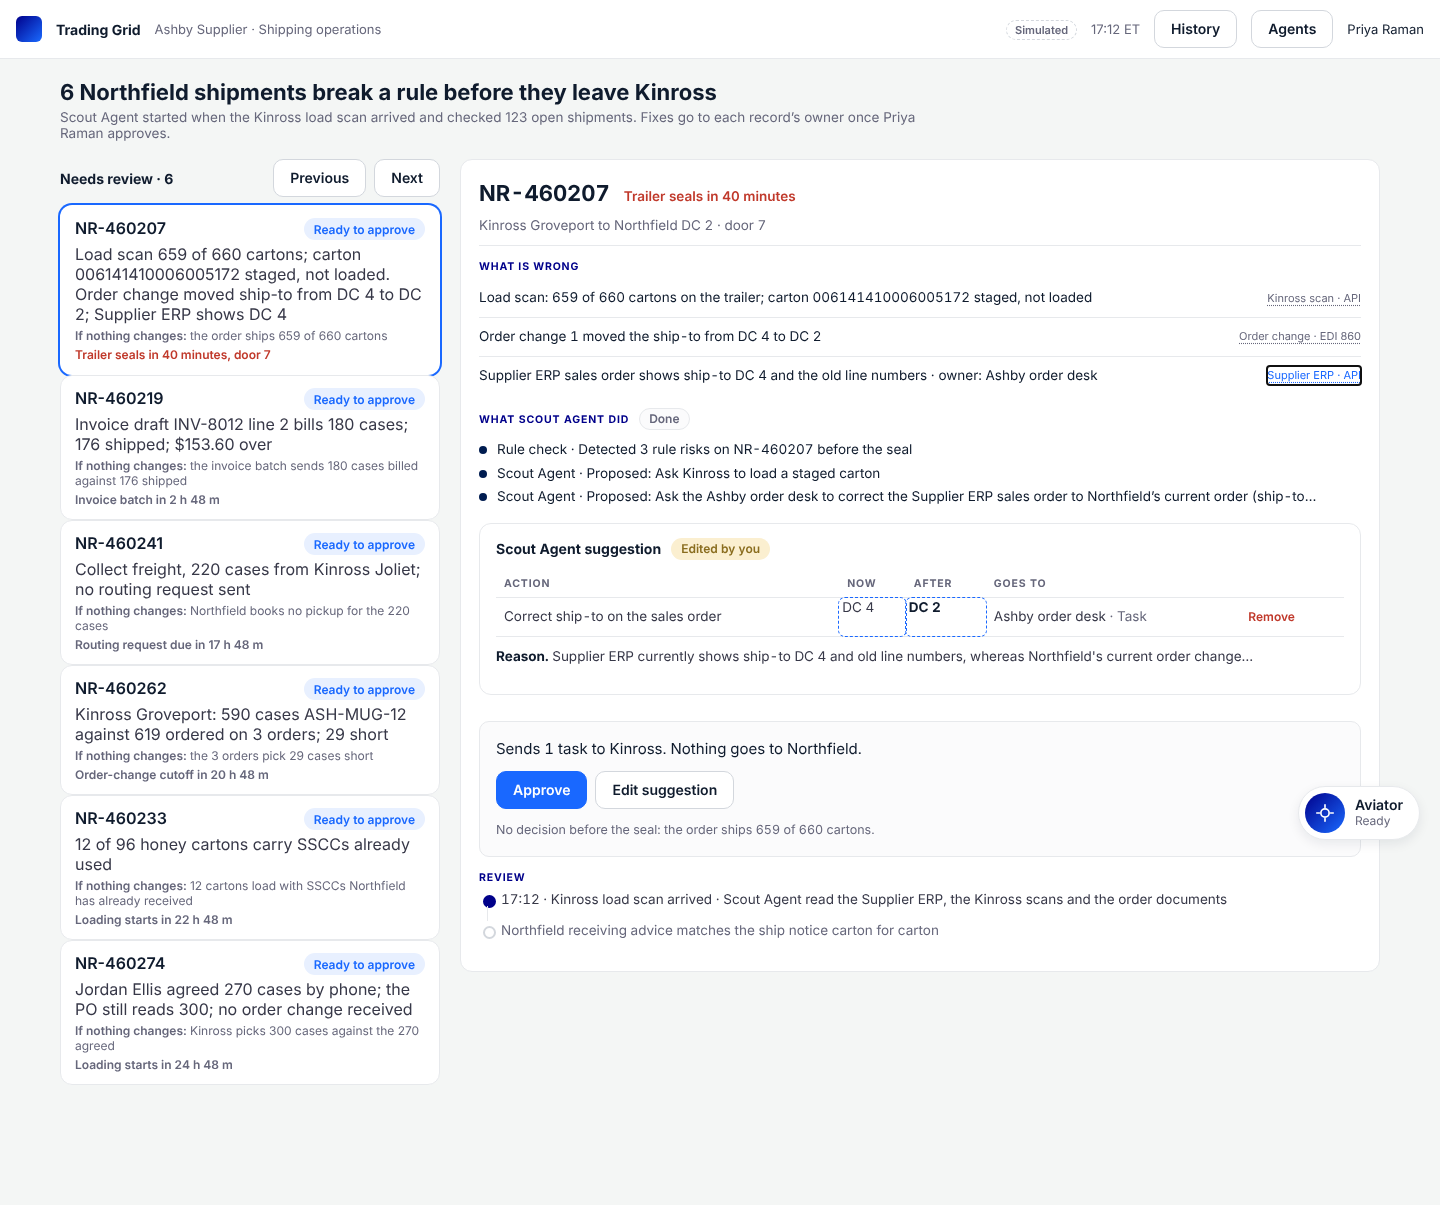 Trading Grid
Ashby Supplier · Shipping operations
Simulated
17:12 ET
History
Agents
Priya Raman
6 Northfield shipments break a rule before they leave Kinross
Scout Agent started when the Kinross load scan arrived and checked 123 open shipments. Fixes go to each record's owner once Priya
Raman approves.
Needs review · 6
Previous
Next
NR-460207
Ready to approve
Load scan 659 of 660 cartons; carton
006141410006005172 staged, not loaded.
Order change moved ship-to from DC 4 to DC
2; Supplier ERP shows DC 4
If nothing changes: the order ships 659 of 660 cartons
Trailer seals in 40 minutes, door 7
NR-460219
Ready to approve
Invoice draft INV-8012 line 2 bills 180 cases;
176 shipped; $153.60 over
If nothing changes: the invoice batch sends 180 cases billed
against 176 shipped
Invoice batch in 2 h 48 m
NR-460241
Ready to approve
Collect freight, 220 cases from Kinross Joliet;
no routing request sent
If nothing changes: Northfield books no pickup for the 220
cases
Routing request due in 17 h 48 m
NR-460262
Ready to approve
Kinross Groveport: 590 cases ASH-MUG-12
against 619 ordered on 3 orders; 29 short
If nothing changes: the 3 orders pick 29 cases short
Order-change cutoff in 20 h 48 m
NR-460233
Ready to approve
12 of 96 honey cartons carry SSCCs already
used
If nothing changes: 12 cartons load with SSCCs Northfield
has already received
Loading starts in 22 h 48 m
NR-460274
Ready to approve
Jordan Ellis agreed 270 cases by phone; the
PO still reads 300; no order change received
If nothing changes: Kinross picks 300 cases against the 270
agreed
Loading starts in 24 h 48 m
NR-460207
Trailer seals in 40 minutes
Kinross Groveport to Northfield DC 2 · door 7
WHAT IS WRONG
Load scan: 659 of 660 cartons on the trailer; carton 006141410006005172 staged, not loaded
Kinross scan · API
Order change 1 moved the ship-to from DC 4 to DC 2
Order change · EDI 860
Supplier ERP sales order shows ship-to DC 4 and the old line numbers · owner: Ashby order desk
Supplier ERP · API
WHAT SCOUT AGENT DID
Done
Rule check · Detected 3 rule risks on NR-460207 before the seal
Scout Agent · Proposed: Ask Kinross to load a staged carton
Scout Agent · Proposed: Ask the Ashby order desk to correct the Supplier ERP sales order to Northfield's current order (ship-to...
Scout Agent suggestion
Edited by you
ACTION
NOW
AFTER
GOES TO
Correct ship-to on the sales order
DC 4
DC 2
Ashby order desk · Task
Remove
Reason. Supplier ERP currently shows ship-to DC 4 and old line numbers, whereas Northfield's current order change...
Sends 1 task to Kinross. Nothing goes to Northfield.
Approve
Edit suggestion
No decision before the seal: the order ships 659 of 660 cartons.
Aviator
Ready
REVIEW
17:12 · Kinross load scan arrived · Scout Agent read the Supplier ERP, the Kinross scans and the order documents
Northfield receiving advice matches the ship notice carton for carton